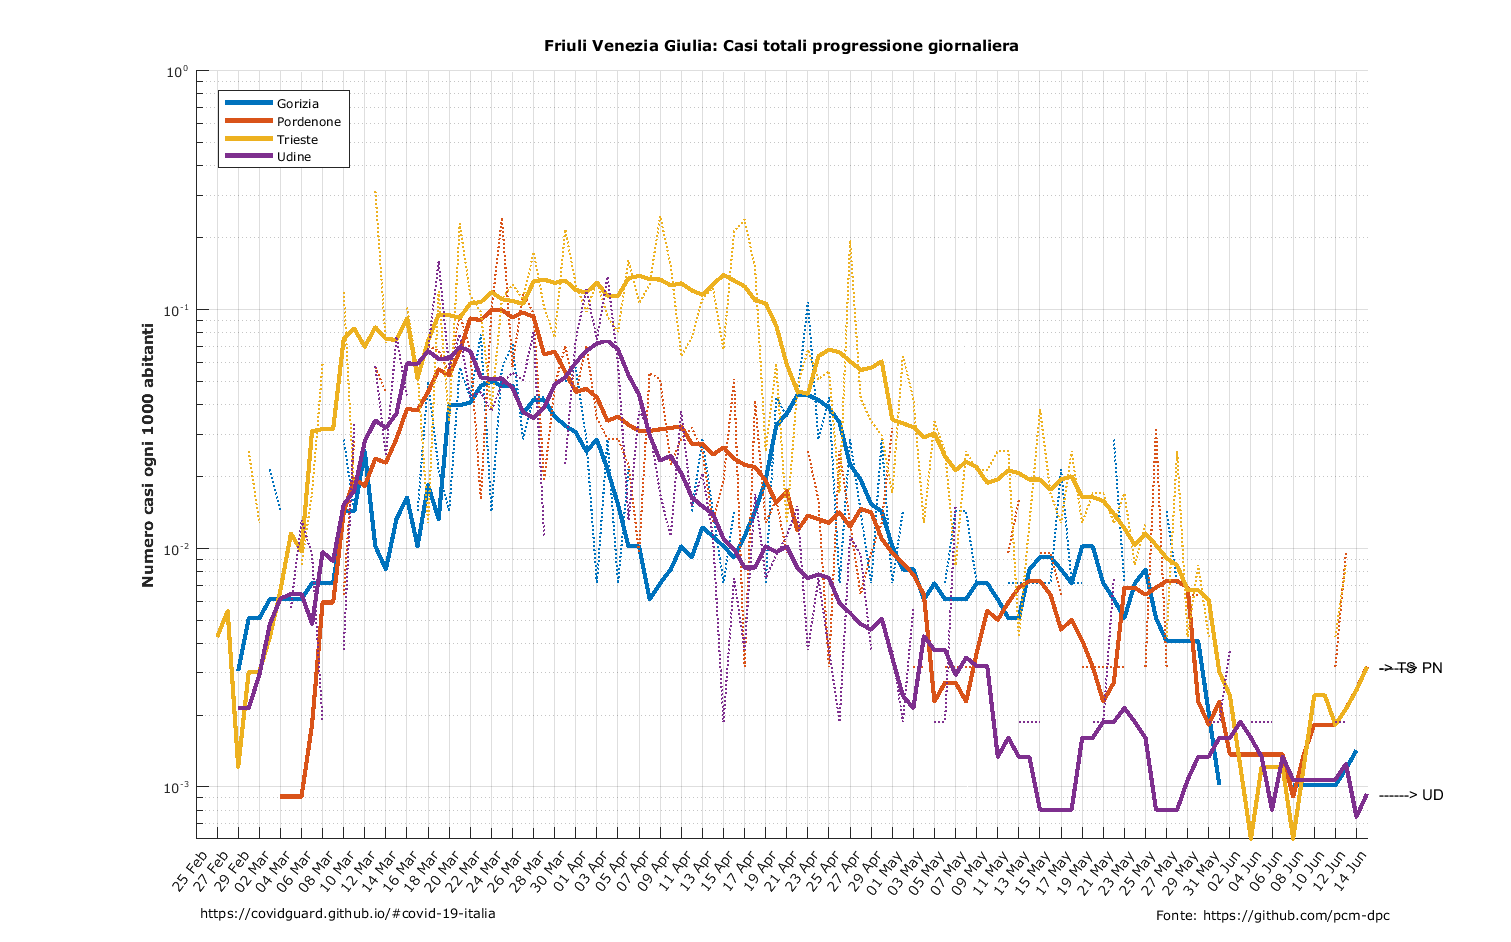 Friuli Venezia Giulia: Casi totali progressione giornaliera
Numero casi ogni 1000 abitanti
10⁰
10⁻¹
10⁻²
10⁻³
Gorizia
Pordenone
Trieste
Udine
25 Feb
27 Feb
29 Feb
02 Mar
04 Mar
06 Mar
08 Mar
10 Mar
12 Mar
14 Mar
16 Mar
18 Mar
20 Mar
22 Mar
24 Mar
26 Mar
28 Mar
30 Mar
01 Apr
03 Apr
05 Apr
07 Apr
09 Apr
11 Apr
13 Apr
15 Apr
17 Apr
19 Apr
21 Apr
23 Apr
25 Apr
27 Apr
29 Apr
01 May
03 May
05 May
07 May
09 May
11 May
13 May
15 May
17 May
19 May
21 May
23 May
25 May
27 May
29 May
31 May
02 Jun
04 Jun
06 Jun
08 Jun
10 Jun
12 Jun
14 Jun
-> TS PN
------> UD
https://covidguard.github.io/#covid-19-italia
Fonte: https://github.com/pcm-dpc